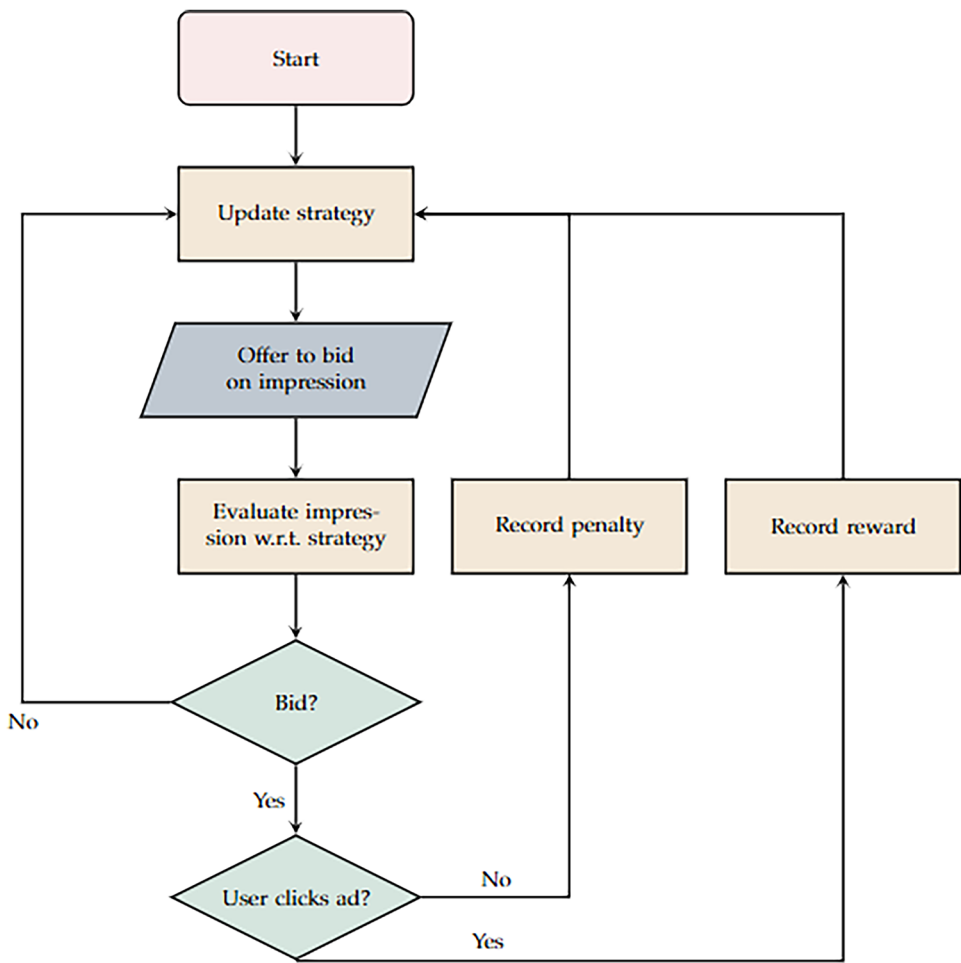 Start
Update strategy
Offer to bid
on impression
Evaluate impres-
sion w.r.t. strategy
Record penalty
Record reward
Bid?
No
Yes
User clicks ad?
No
Yes